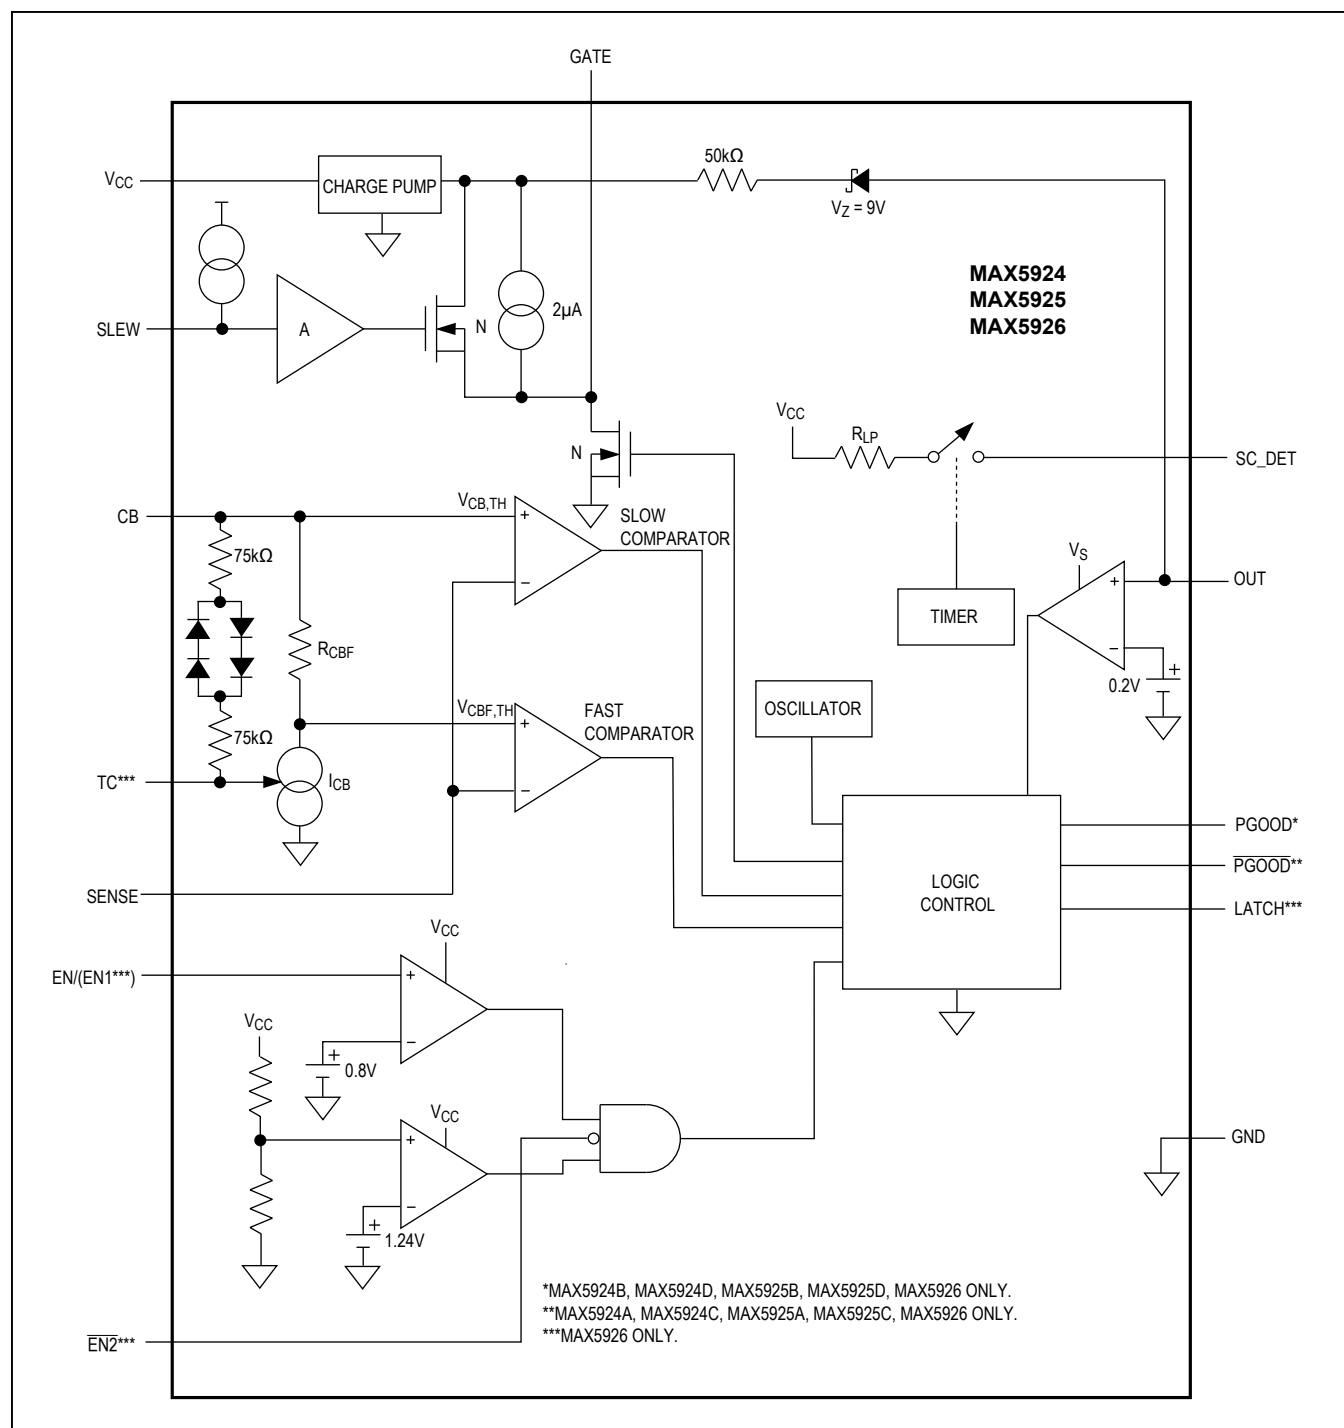 GATE
VCC
CHARGE PUMP
50kΩ
VZ = 9V
MAX5924
MAX5925
MAX5926
SLEW
A
N
2µA
VCC
RLP
SC_DET
N
CB
VCB,TH
+
−
SLOW
COMPARATOR
75kΩ
RCBF
VS
+
−
OUT
TIMER
0.2V
+
VCBF,TH
+
−
FAST
COMPARATOR
OSCILLATOR
75kΩ
TC***
ICB
SENSE
LOGIC
CONTROL
PGOOD*
PGOOD**
LATCH***
VCC
EN/(EN1***)
+
−
VCC
+
0.8V
VCC
+
−
GND
+
1.24V
*MAX5924B, MAX5924D, MAX5925B, MAX5925D, MAX5926 ONLY.
**MAX5924A, MAX5924C, MAX5925A, MAX5925C, MAX5926 ONLY.
***MAX5926 ONLY.
EN2***